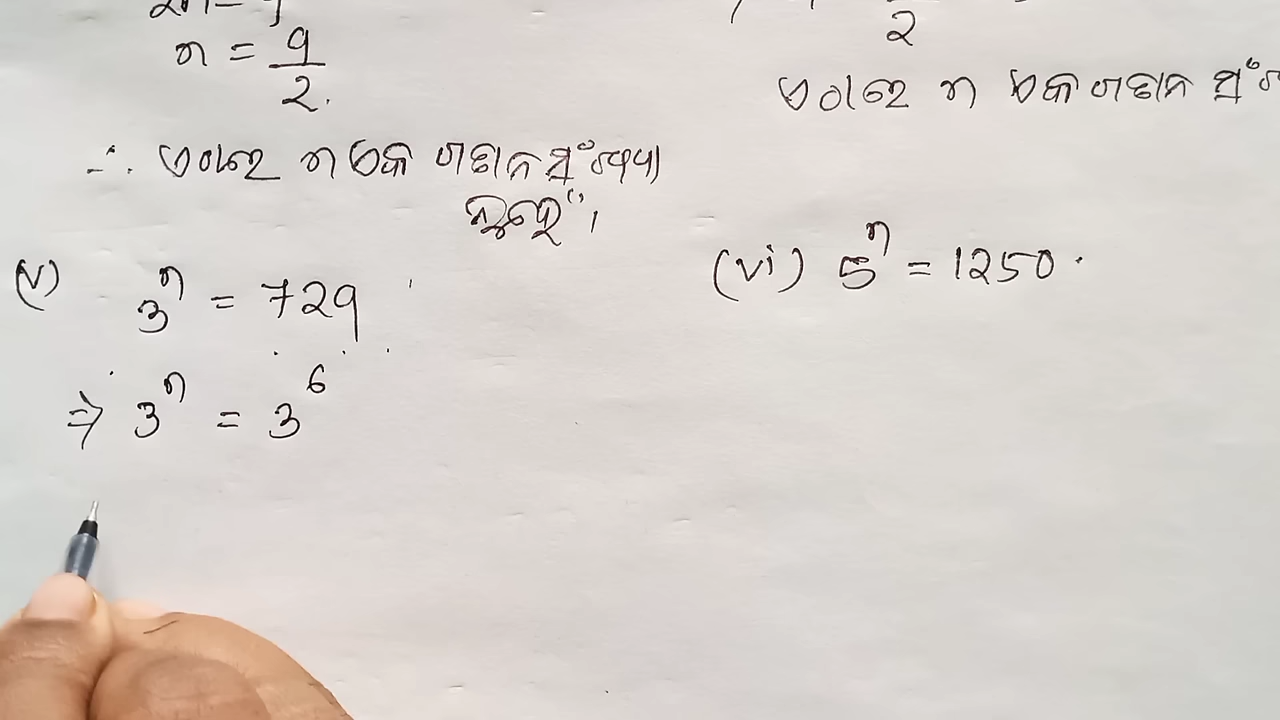 n = 9/2.
∴ ଏଠାରେ n ଏକ ଗଣନ ସଂଖ୍ୟା
ନୁହେଁ ।
2
ଏଠାରେ n ଏକ ଗଣନ
(v) 3ⁿ = 729
⇒ 3ⁿ = 3⁶
(vi) 5ⁿ = 1250.